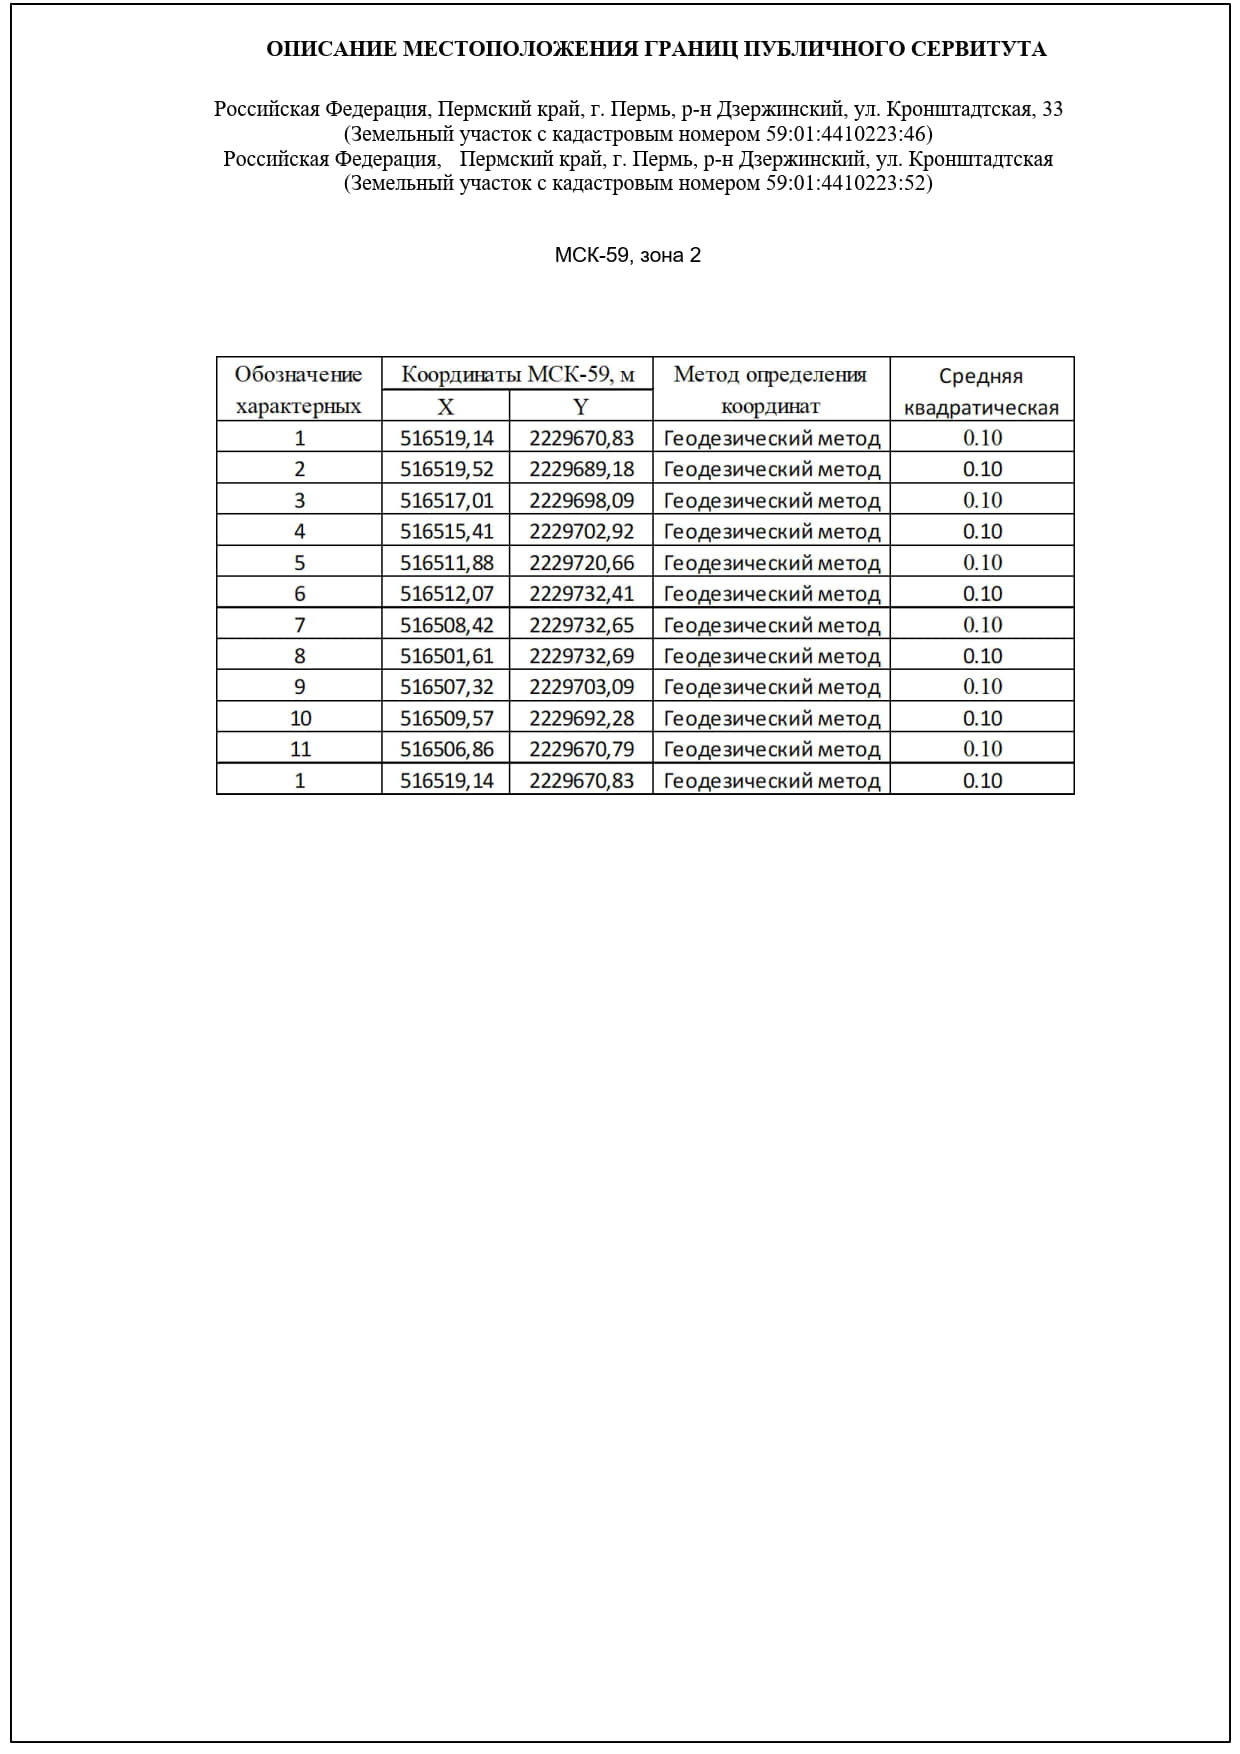 ОПИСАНИЕ МЕСТОПОЛОЖЕНИЯ ГРАНИЦ ПУБЛИЧНОГО СЕРВИТУТА
Российская Федерация, Пермский край, г. Пермь, р-н Дзержинский, ул. Кронштадтская, 33
(Земельный участок с кадастровым номером 59:01:4410223:46)
Российская Федерация, Пермский край, г. Пермь, р-н Дзержинский, ул. Кронштадтская
(Земельный участок с кадастровым номером 59:01:4410223:52)
МСК-59, зона 2
Обозначение Координаты МСК-59, м Метод определения Средняя
характерных X Y координат квадратическая
1 516519,14 2229670,83 Геодезический метод 0.10
2 516519,52 2229689,18 Геодезический метод 0.10
3 516517,01 2229698,09 Геодезический метод 0.10
4 516515,41 2229702,92 Геодезический метод 0.10
5 516511,88 2229720,66 Геодезический метод 0.10
6 516512,07 2229732,41 Геодезический метод 0.10
7 516508,42 2229732,65 Геодезический метод 0.10
8 516501,61 2229732,69 Геодезический метод 0.10
9 516507,32 2229703,09 Геодезический метод 0.10
10 516509,57 2229692,28 Геодезический метод 0.10
11 516506,86 2229670,79 Геодезический метод 0.10
1 516519,14 2229670,83 Геодезический метод 0.10